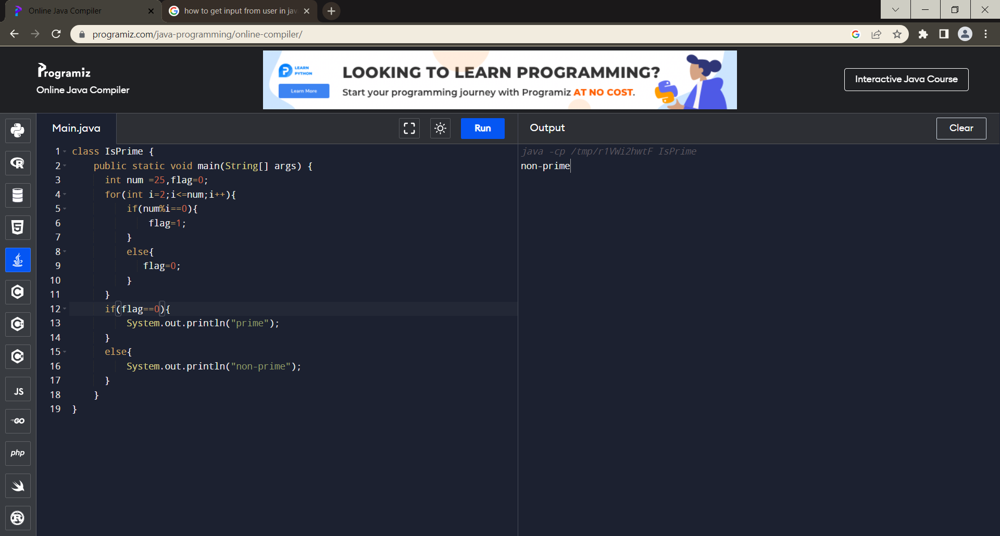 Online Java Compiler
how to get input from user in jav
programiz.com/java-programming/online-compiler/
Programiz
Online Java Compiler
LEARN
PYTHON
Learn More
LOOKING TO LEARN PROGRAMMING?
Start your programming journey with Programiz AT NO COST.
Interactive Java Course
Main.java
Run
Output
Clear
1 class IsPrime {
2 public static void main(String[] args) {
3 int num =25,flag=0;
4 for(int i=2;i<=num;i++){
5 if(num%i==0){
6 flag=1;
7 }
8 else{
9 flag=0;
10 }
11 }
12 if(flag==0){
13 System.out.println("prime");
14 }
15 else{
16 System.out.println("non-prime");
17 }
18 }
19 }
java -cp /tmp/r1VWi2hwtF IsPrime
non-prime
R
5
C
C
C
JS
GO
php
R